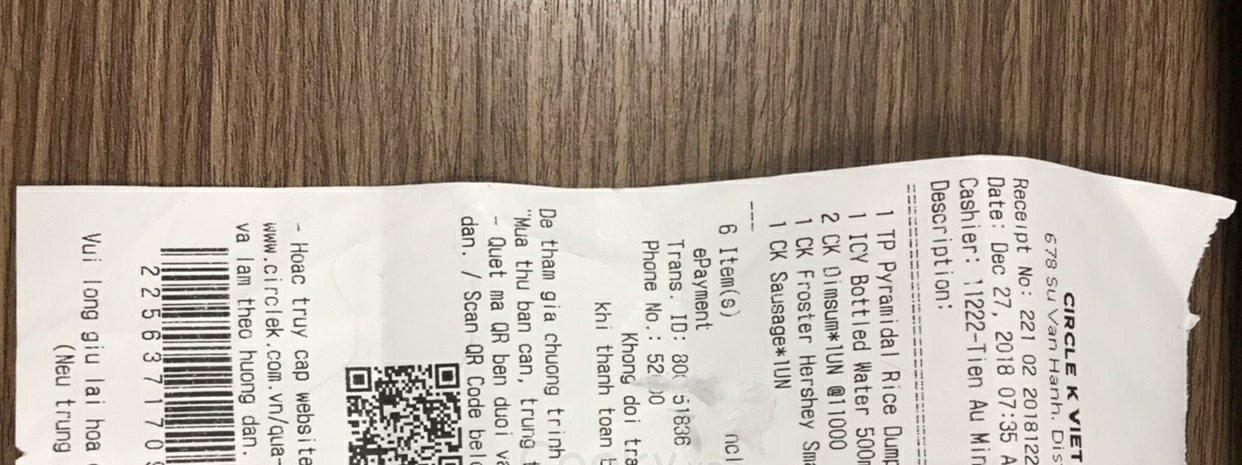 CIRCLE K VIET
678 Su Van Hanh, Dis
Receipt No: 221 02 2018122
Date: Dec 27, 2018 07:35 A
Cashier: 11222-Tien Au Min
Description:
1 TP Pyramidal Rice Dump
1 ICY Bottled Water 500m
2 CK Dimsum*1UN @11000
1 CK Froster Hershey Sma
1 CK Sausage*1UN
6 Item(s) ncl
ePayment
Trans. ID: 80 51836
Phone No.: 52 00
Khong doi tra
khi thanh toan
De tham gia chuong trinh
"Mua thu ban can, trung
- Quet ma QR ben duoi va
dan. / Scan QR Code belo
- Hoac truy cap website
www.circlek.com.vn/qua-
va lam theo huong dan.
22563717 0
Vui long giu lai hoa
(Neu trung